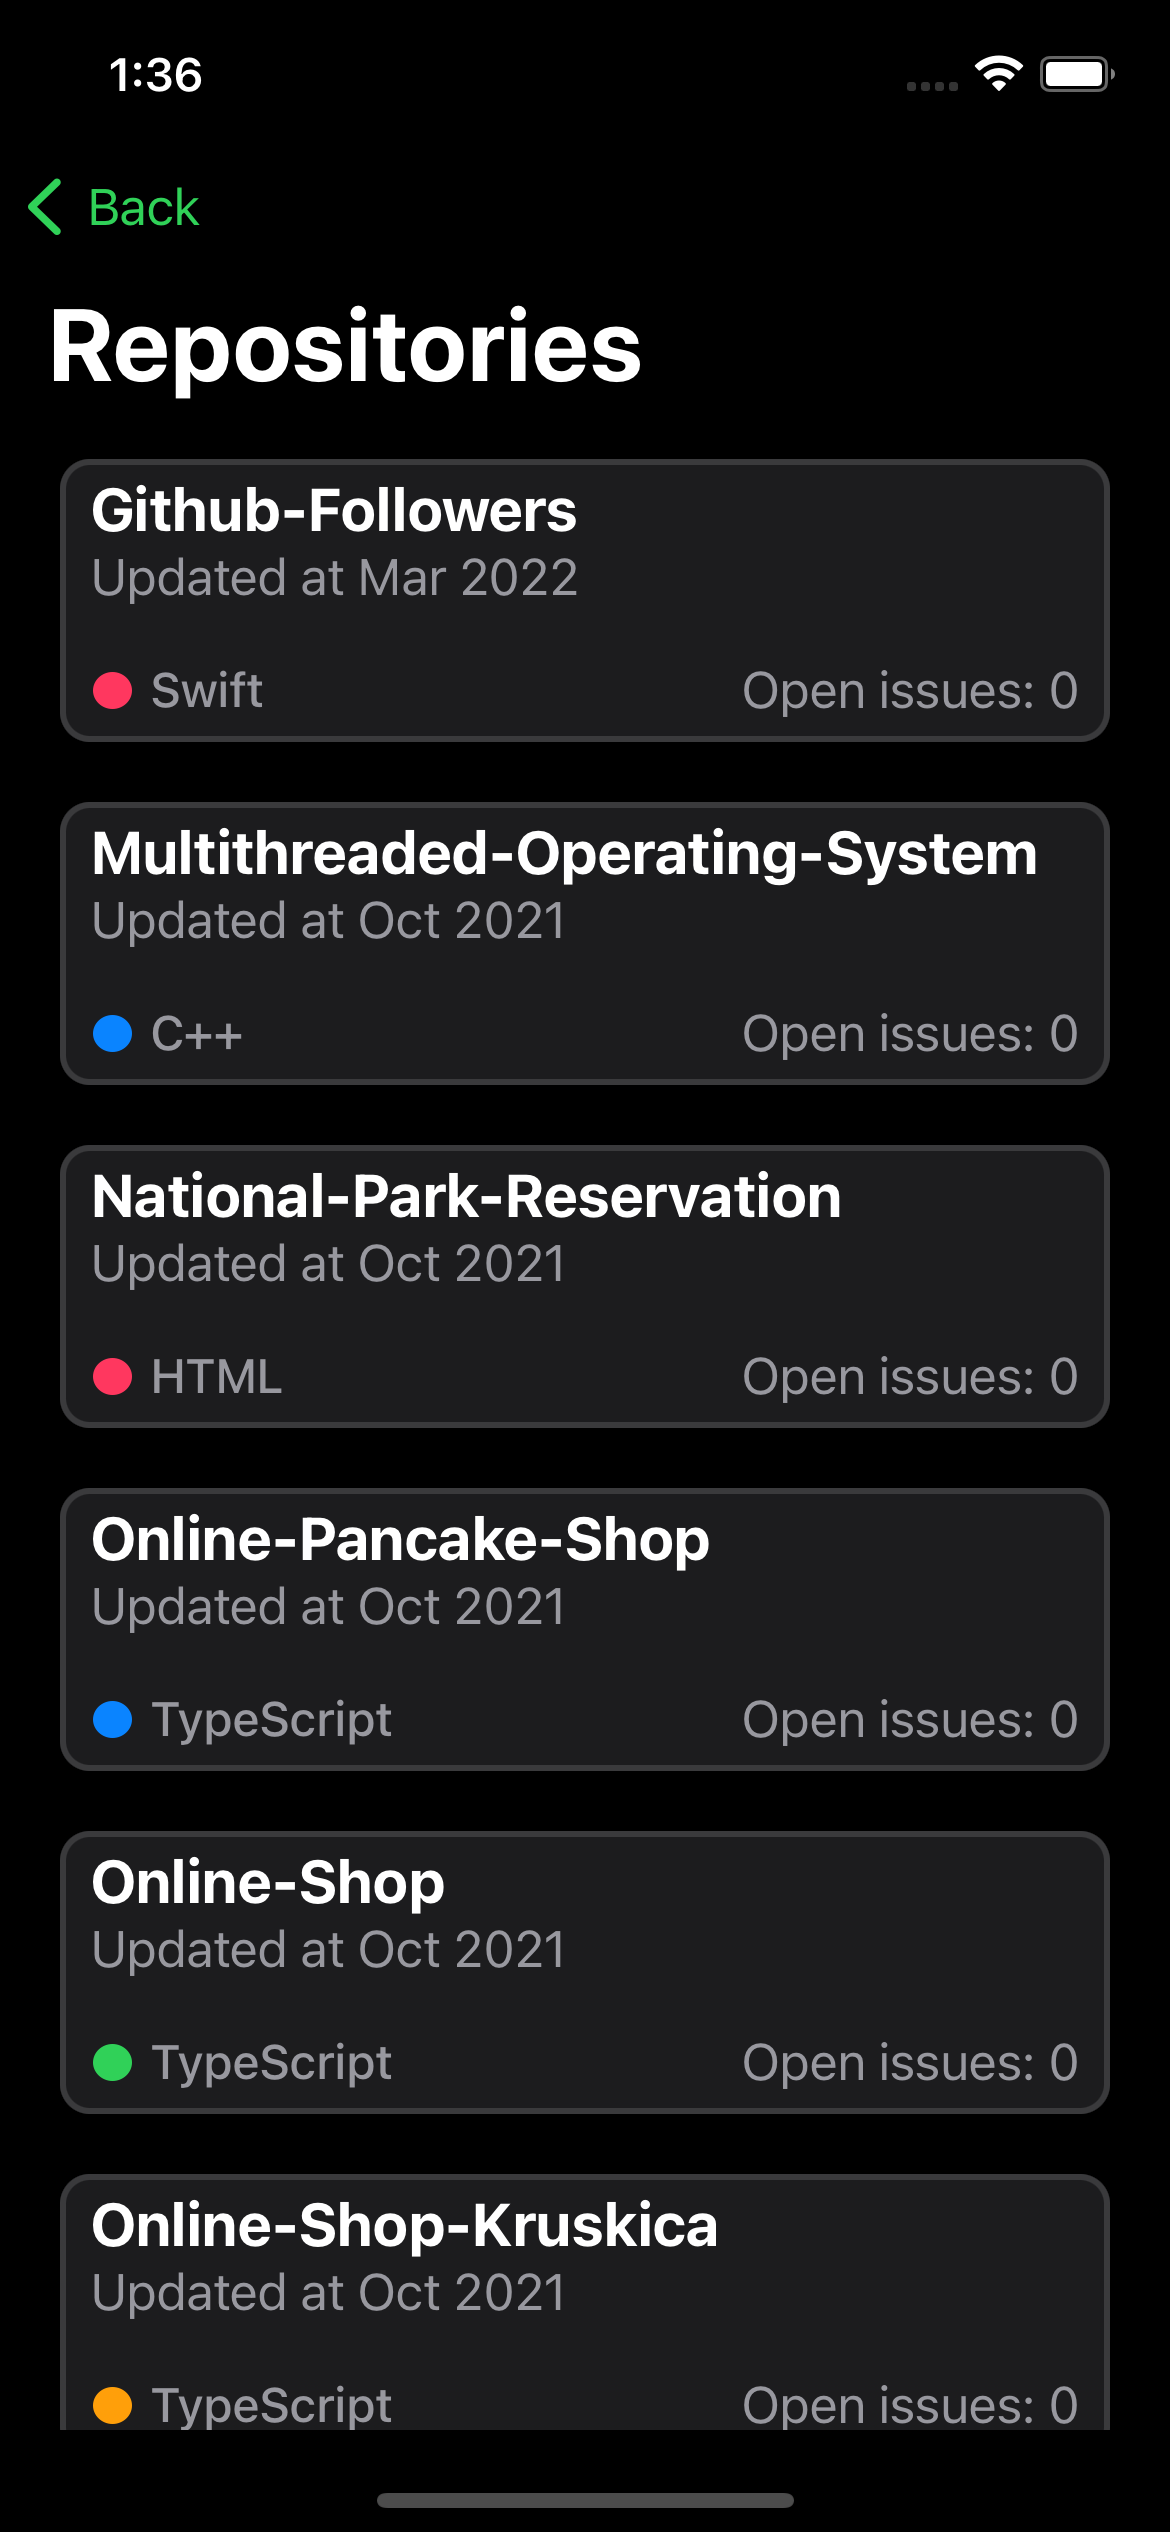 1:36
Back
Repositories
Github-Followers
Updated at Mar 2022
Swift Open issues: 0
Multithreaded-Operating-System
Updated at Oct 2021
C++ Open issues: 0
National-Park-Reservation
Updated at Oct 2021
HTML Open issues: 0
Online-Pancake-Shop
Updated at Oct 2021
TypeScript Open issues: 0
Online-Shop
Updated at Oct 2021
TypeScript Open issues: 0
Online-Shop-Kruskica
Updated at Oct 2021
TypeScript Open issues: 0